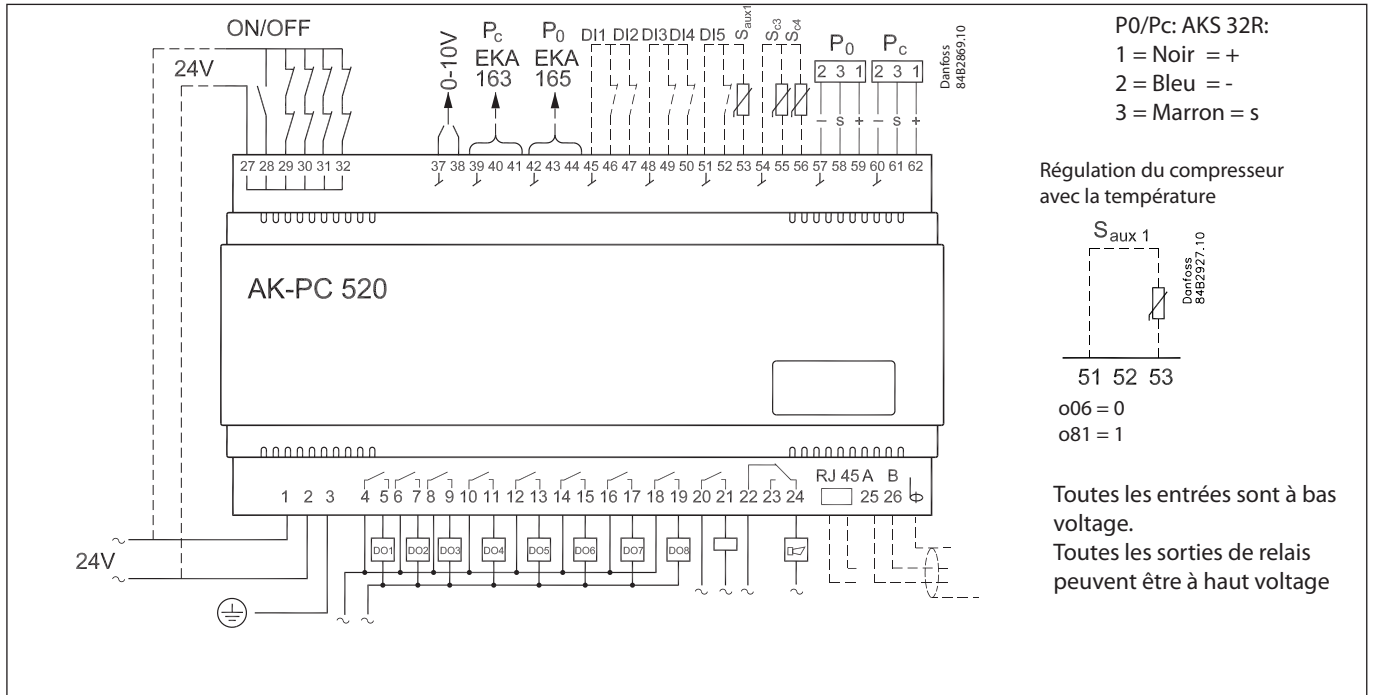 ON/OFF
24V
0-10V
Pc
EKA
163
P0
EKA
165
DI1 DI2 DI3 DI4 DI5
Saux1
Sc3
Sc4
P0
Pc
2 3 1
2 3 1
– s +
– s +
Danfoss
84B2869.10
27 28 29 30 31 32
37 38 39 40 41 42 43 44 45 46 47 48 49 50 51 52 53 54 55 56 57 58 59 60 61 62
AK-PC 520
RJ 45 A B
1 2 3 4 5 6 7 8 9 10 11 12 13 14 15 16 17 18 19 20 21 22 23 24 25 26
DO1 DO2 DO3 DO4 DO5 DO6 DO7 DO8
~
24V
~
~ ~ ~ ~ ~ ~
P0/Pc: AKS 32R:
1 = Noir = +
2 = Bleu = -
3 = Marron = s
Régulation du compresseur
avec la température
Saux 1
Danfoss
84B2927.10
51 52 53
o06 = 0
o81 = 1
Toutes les entrées sont à bas
voltage.
Toutes les sorties de relais
peuvent être à haut voltage